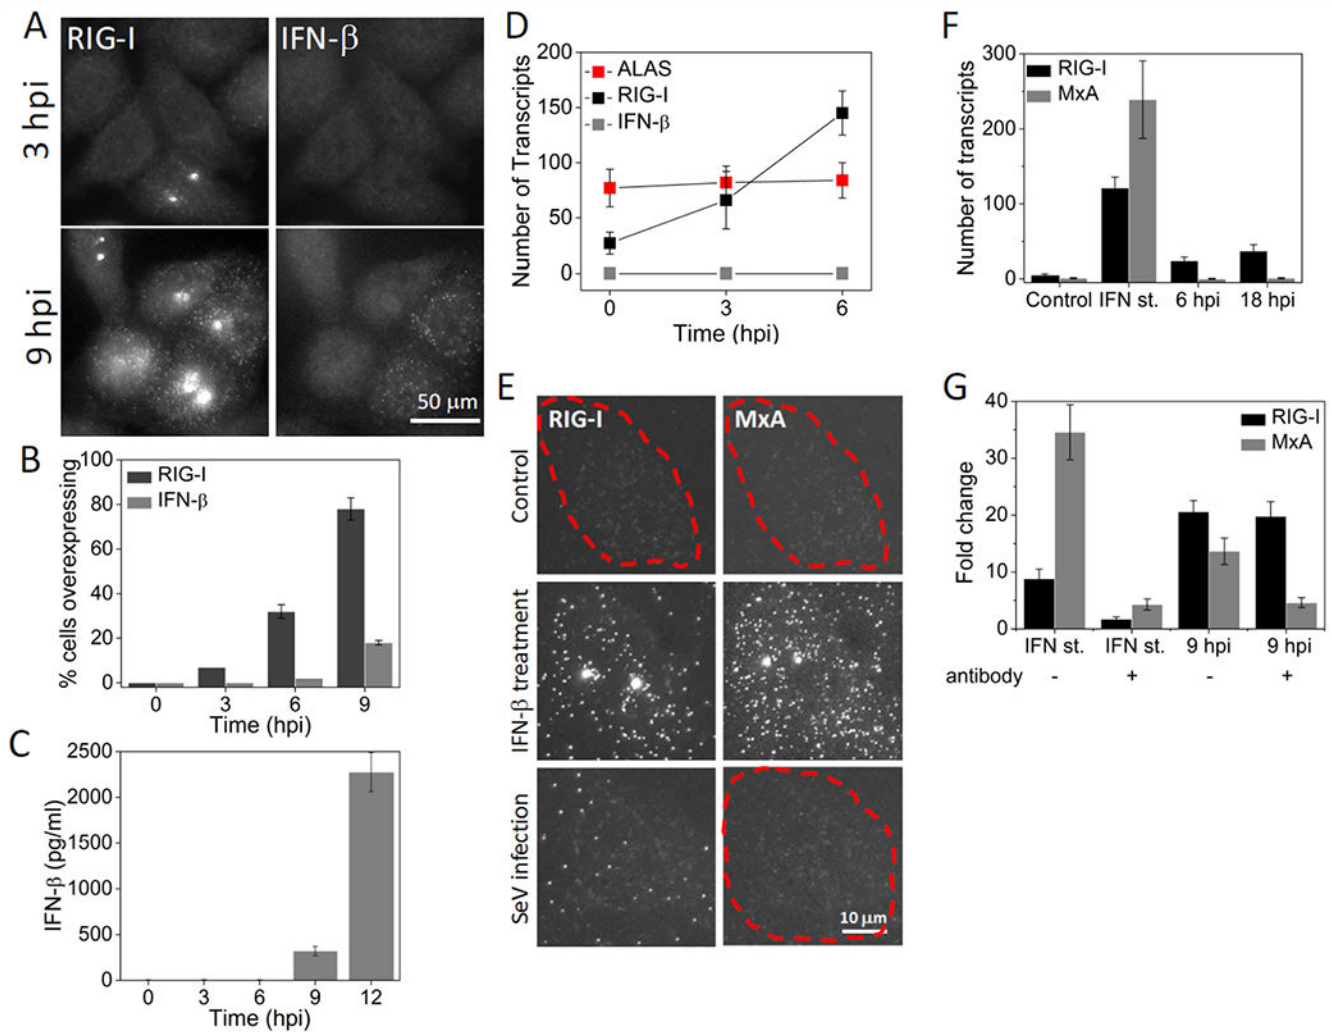 A
RIG-I
IFN-β
3 hpi
9 hpi
50 μm
B
100
80
60
40
20
0
% cells overexpressing
RIG-I
IFN-β
0 3 6 9
Time (hpi)
C
2500
2000
1500
1000
500
0
IFN-β (pg/ml)
0 3 6 9 12
Time (hpi)
D
200
150
100
50
0
Number of Transcripts
ALAS
RIG-I
IFN-β
0 3 6
Time (hpi)
E
RIG-I
MxA
Control
IFN-β treatment
SeV infection
10 μm
F
300
200
100
0
Number of transcripts
RIG-I
MxA
Control IFN st. 6 hpi 18 hpi
G
40
30
20
10
0
Fold change
RIG-I
MxA
IFN st. IFN st. 9 hpi 9 hpi
antibody - + - +